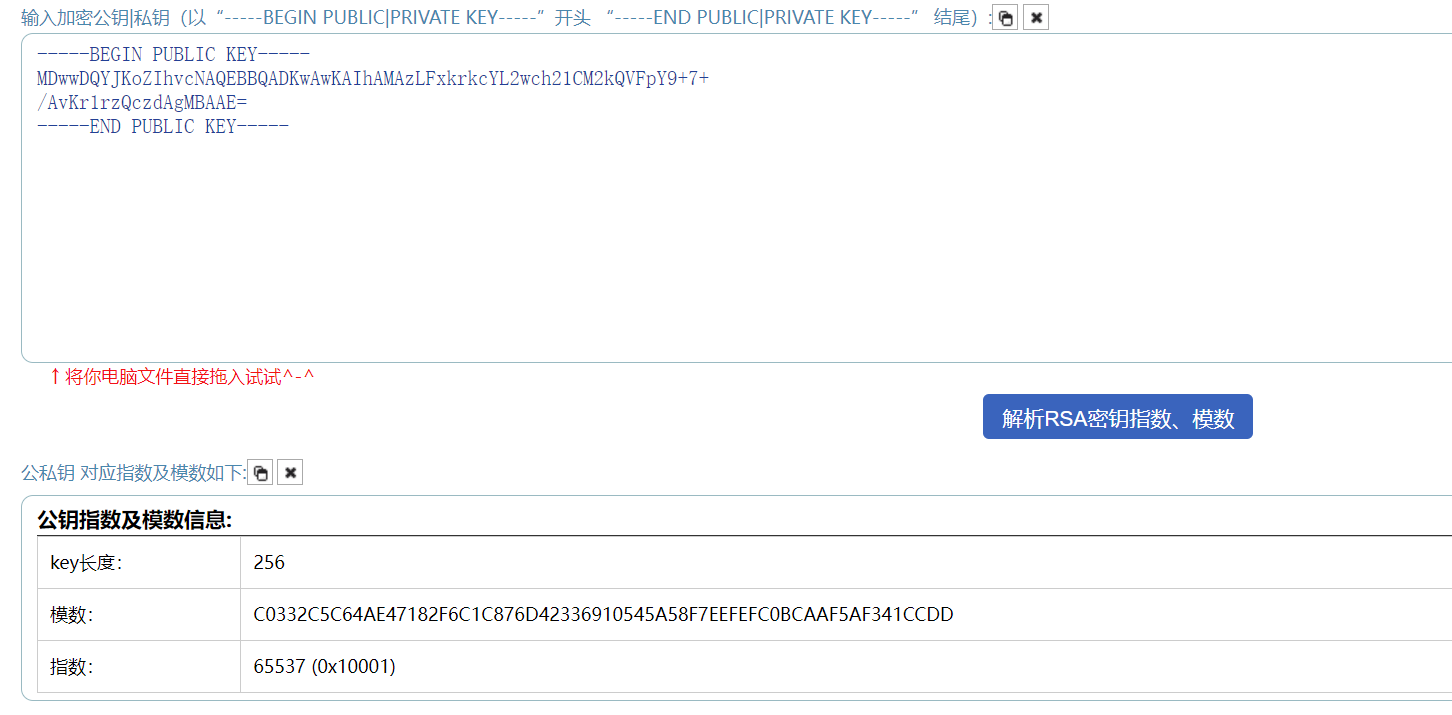 输入加密公钥|私钥（以“-----BEGIN PUBLIC|PRIVATE KEY-----”开头 “-----END PUBLIC|PRIVATE KEY-----” 结尾）:
-----BEGIN PUBLIC KEY-----
MDwwDQYJKoZIhvcNAQEBBQADKwAwKAIhAMAzLFxkrkcYL2wch21CM2kQVFpY9+7+
/AvKr1rzQczdAgMBAAE=
-----END PUBLIC KEY-----
↑将你电脑文件直接拖入试试^-^
解析RSA密钥指数、模数
公私钥 对应指数及模数如下:
公钥指数及模数信息:
key长度: 256
模数: C0332C5C64AE47182F6C1C876D42336910545A58F7EEFEFC0BCAAF5AF341CCDD
指数: 65537 (0x10001)